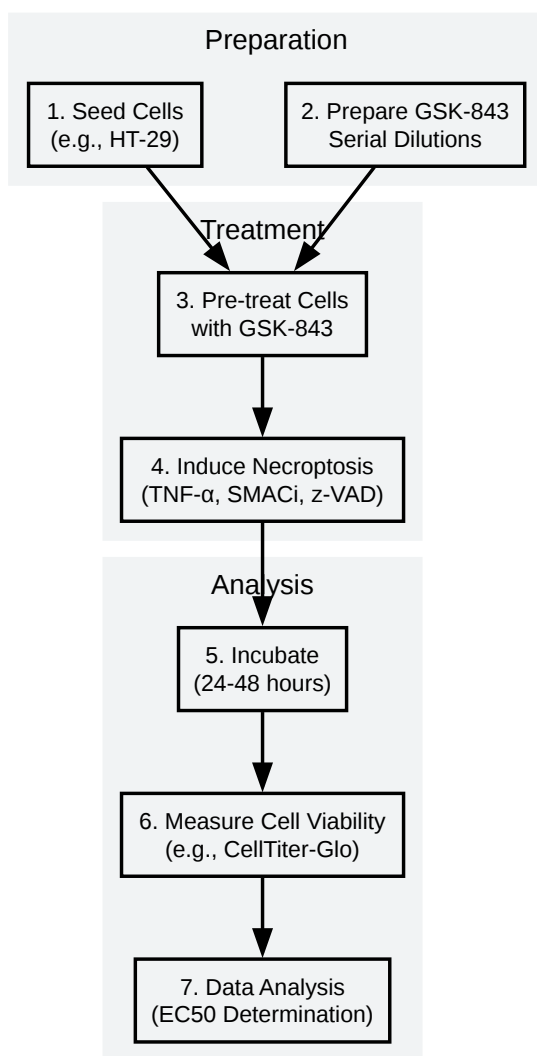 Preparation
1. Seed Cells
(e.g., HT-29)
2. Prepare GSK-843
Serial Dilutions
Treatment
3. Pre-treat Cells
with GSK-843
4. Induce Necroptosis
(TNF-α, SMACi, z-VAD)
Analysis
5. Incubate
(24-48 hours)
6. Measure Cell Viability
(e.g., CellTiter-Glo)
7. Data Analysis
(EC50 Determination)